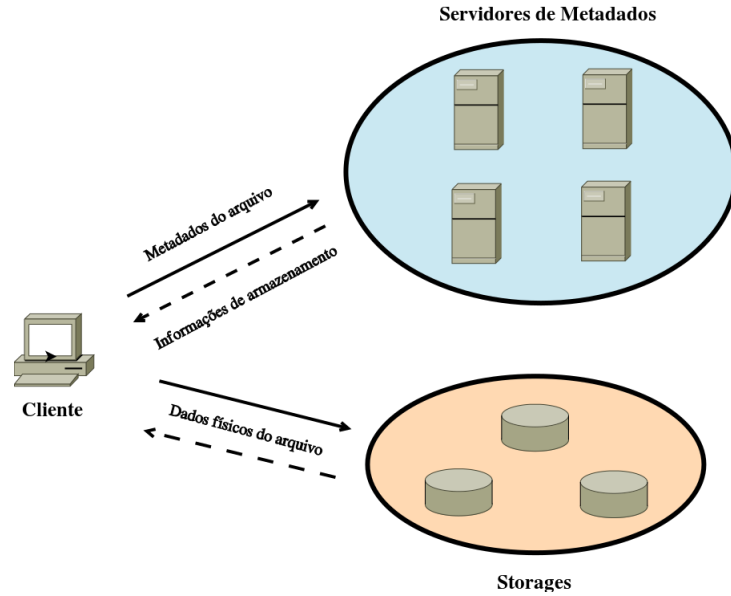 Servidores de Metadados
Metadados do arquivo
Informações de armazenamento
Cliente
Dados físicos do arquivo
Storages